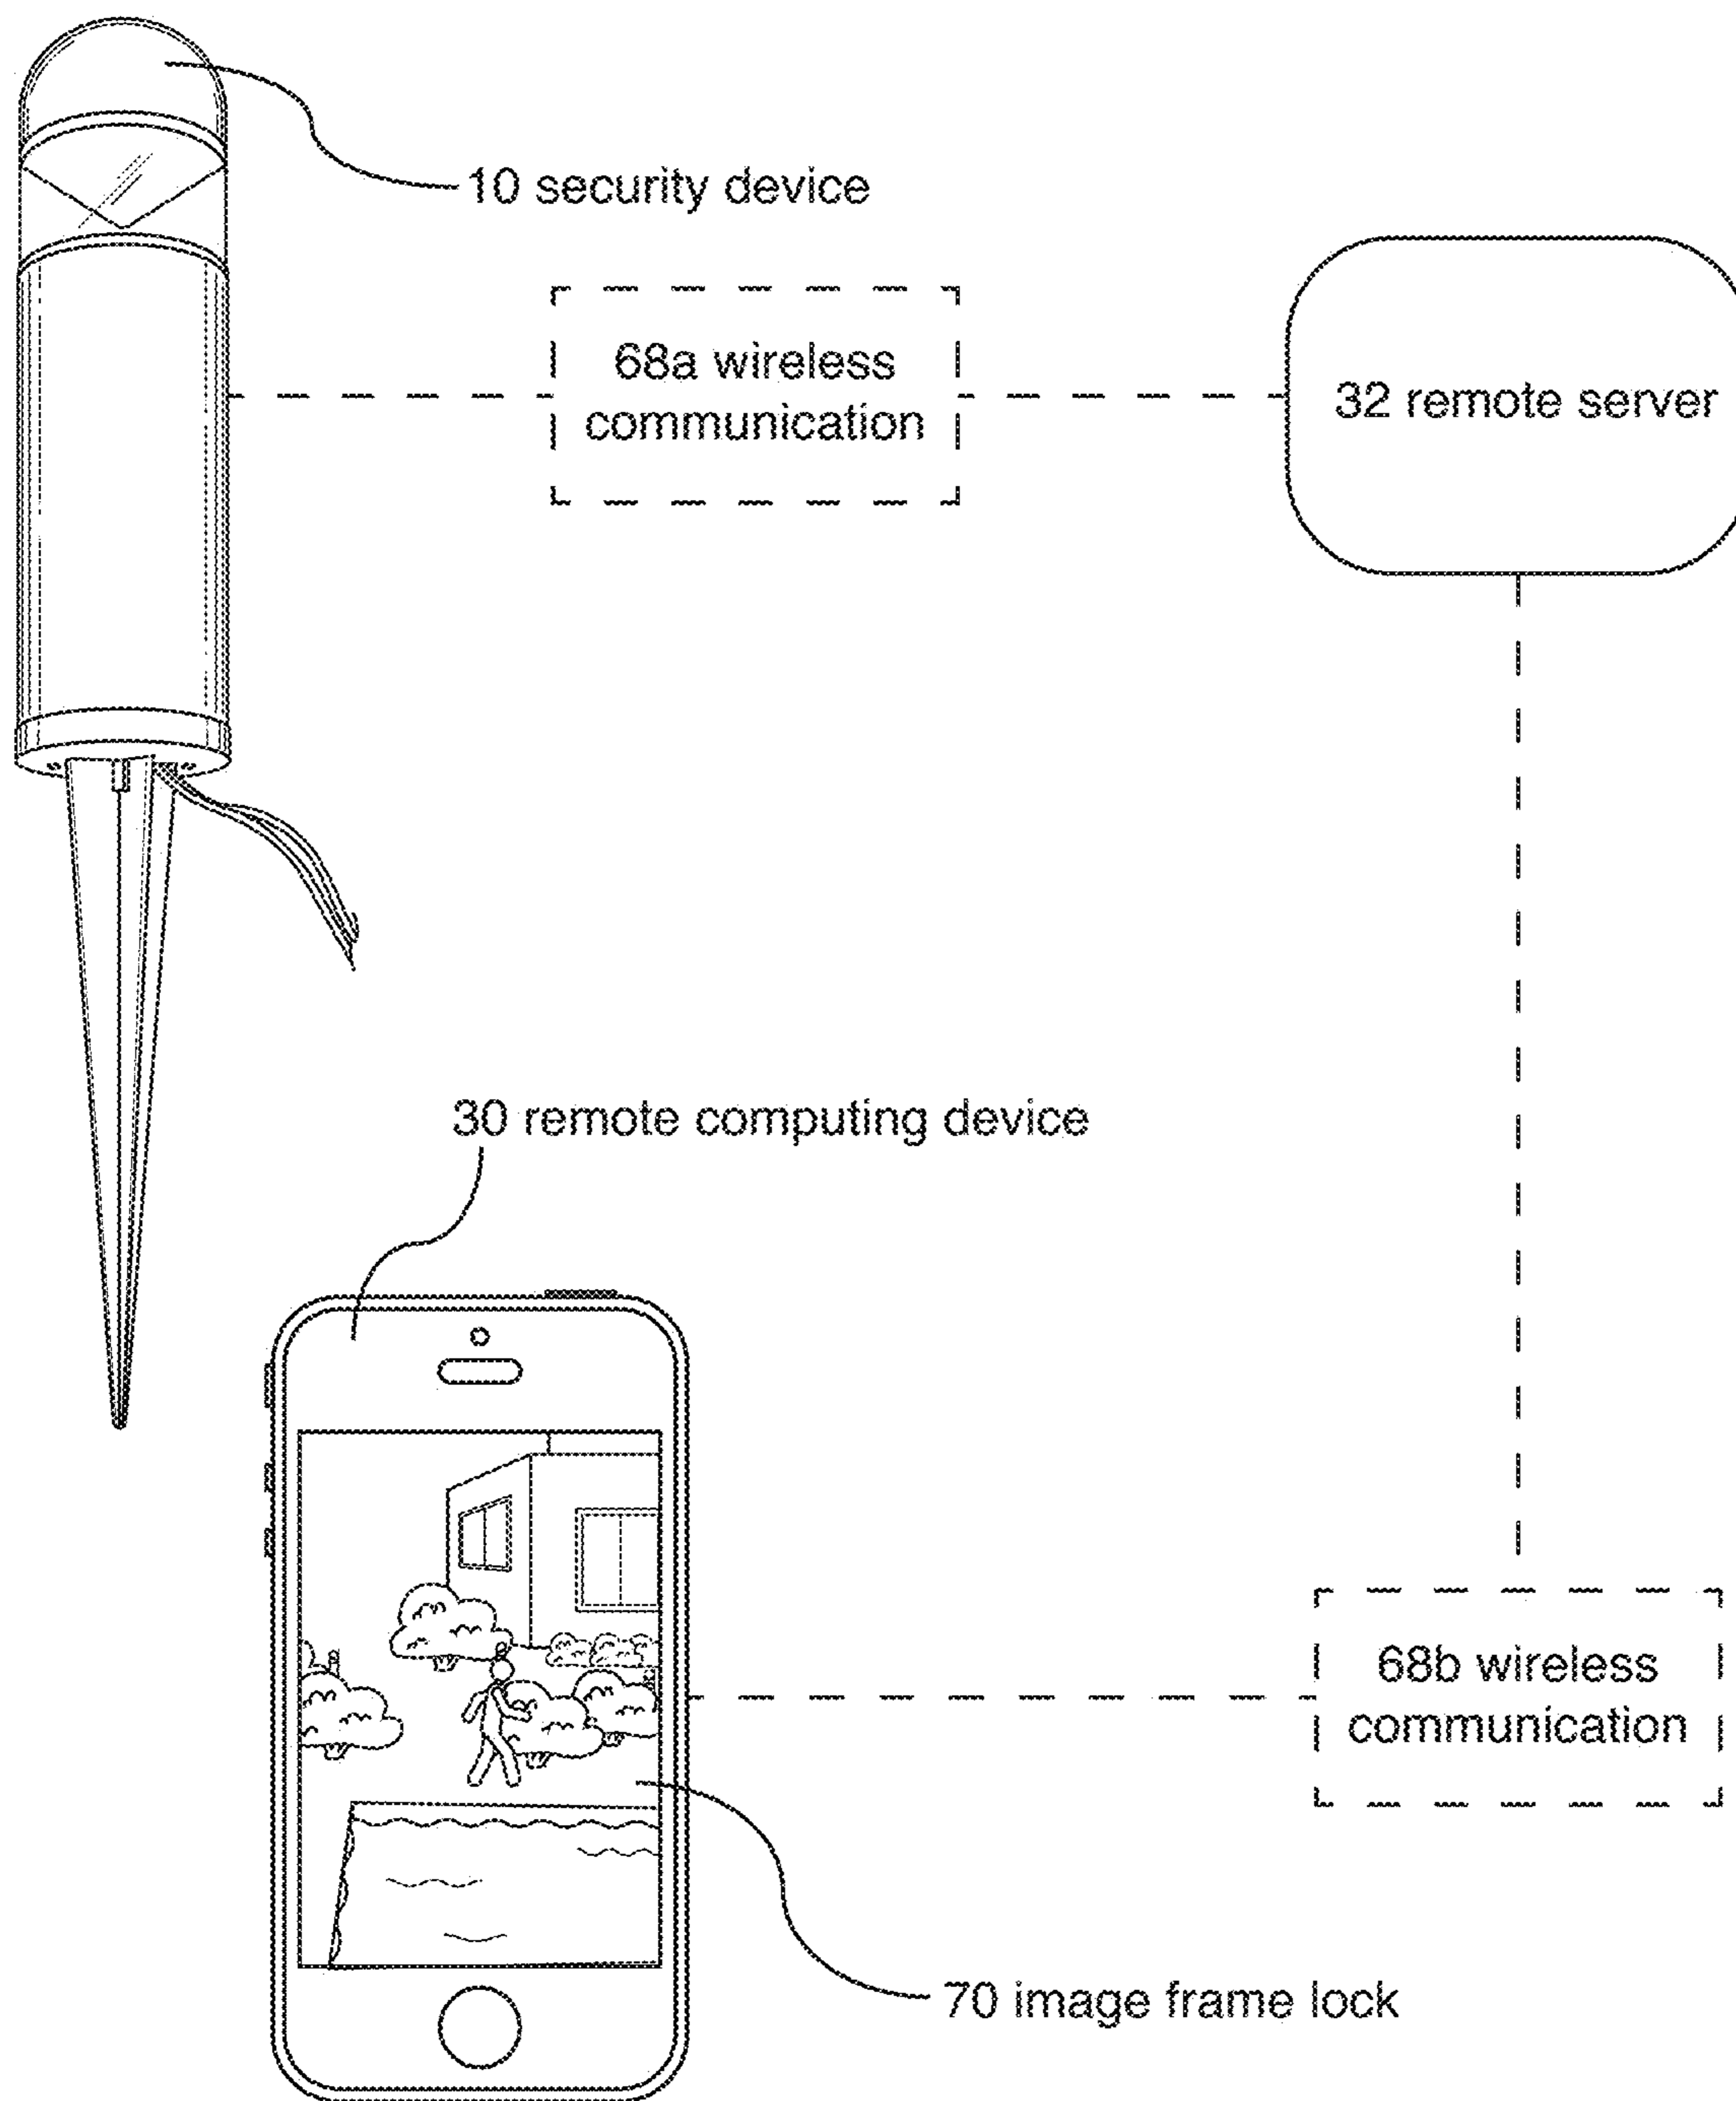 10 security device
68a wireless
communication
32 remote server
30 remote computing device
68b wireless
communication
70 image frame lock